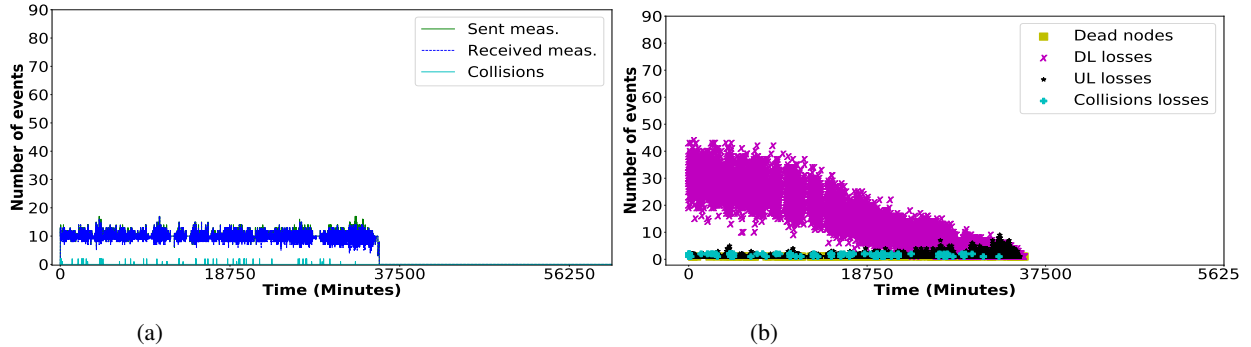 90
80
70
60
50
40
30
20
10
0
Number of events
Sent meas.
Received meas.
Collisions
0 18750 37500 56250
Time (Minutes)
(a)
90
80
70
60
50
40
30
20
10
0
Number of events
Dead nodes
DL losses
UL losses
Collisions losses
0 18750 37500 5625
Time (Minutes)
(b)